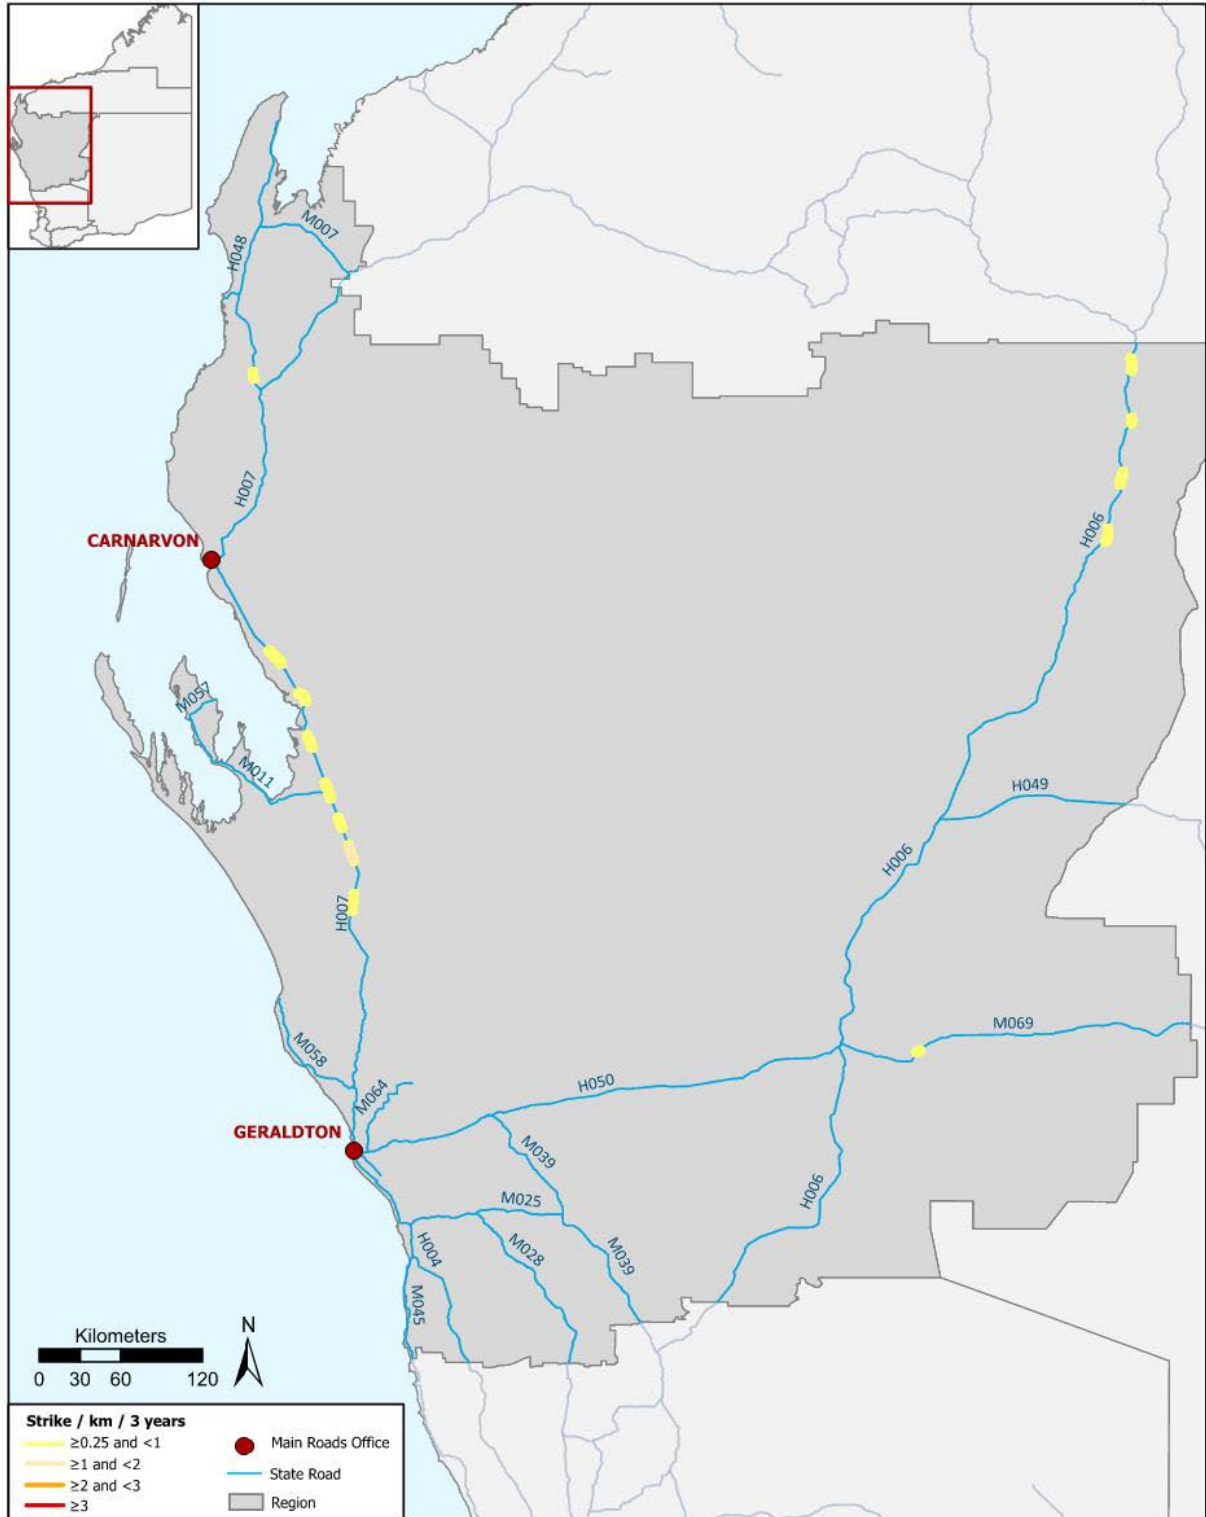 M007
H048
H007
H006
CARNARVON
M057
M011
H049
H006
H007
M069
M058
H050
M064
GERALDTON
M039
M025
H006
H004
M028
M039
M045
Kilometers
N
0 30 60 120
Strike / km / 3 years
≥0.25 and <1
≥1 and <2
≥2 and <3
≥3
Main Roads Office
State Road
Region